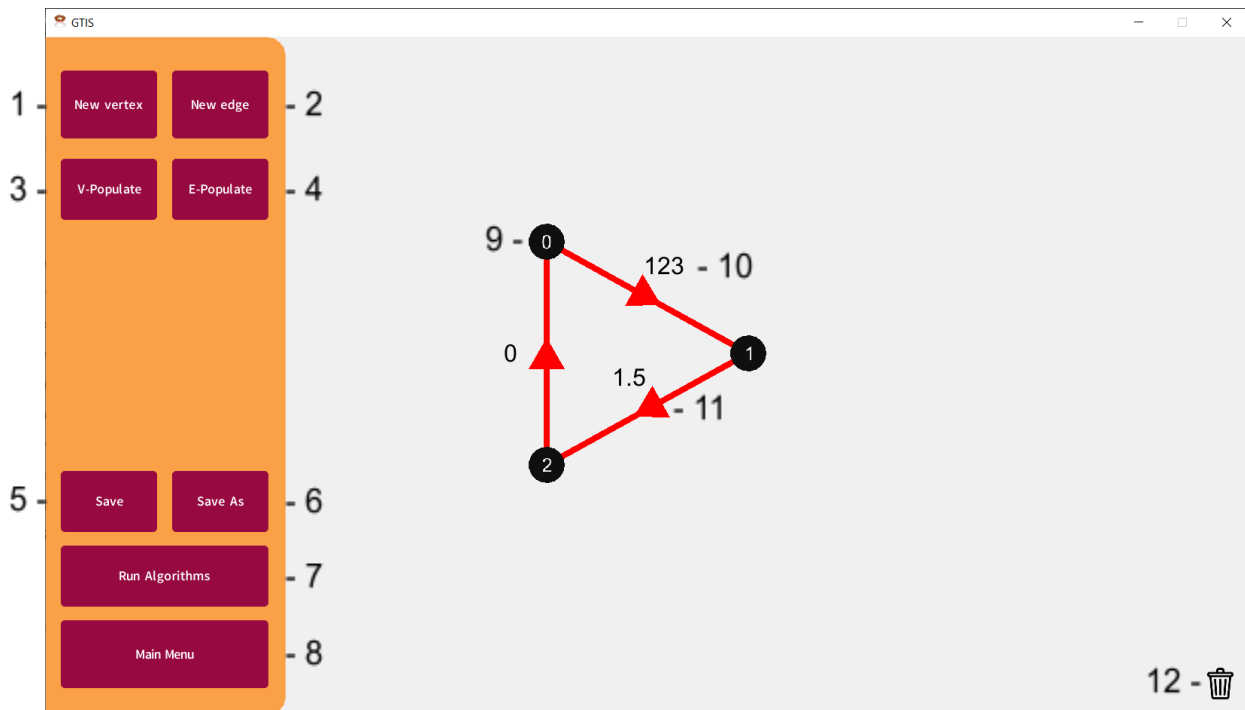 GTIS
1 - New vertex New edge - 2
3 - V-Populate E-Populate - 4
9 - 0
123 - 10
0
1
1.5
- 11
2
5 - Save Save As - 6
Run Algorithms - 7
Main Menu - 8
12 -